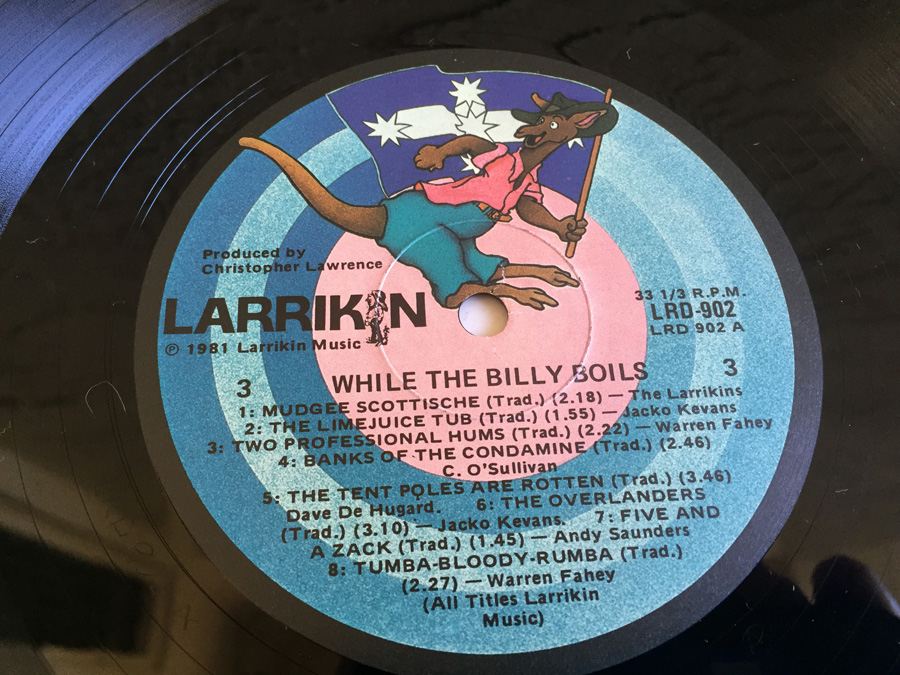 Produced by
Christopher Lawrence
LARRIKIN
℗ 1981 Larrikin Music
33 1/3 R.P.M.
LRD-902
LRD 902 A
3
3
WHILE THE BILLY BOILS
1: MUDGEE SCOTTISCHE (Trad.) (2.18) — The Larrikins
2: THE LIMEJUICE TUB (Trad.) (1.55) — Jacko Kevans
3: TWO PROFESSIONAL HUMS (Trad.) (2.22) — Warren Fahey
4: BANKS OF THE CONDAMINE (Trad.) (2.46)
C. O'Sullivan
5: THE TENT POLES ARE ROTTEN (Trad.) (3.46)
Dave De Hugard. 6: THE OVERLANDERS
(Trad.) (3.10) — Jacko Kevans. 7: FIVE AND
A ZACK (Trad.) (1.45) — Andy Saunders
8: TUMBA-BLOODY-RUMBA (Trad.)
(2.27) — Warren Fahey
(All Titles Larrikin
Music)